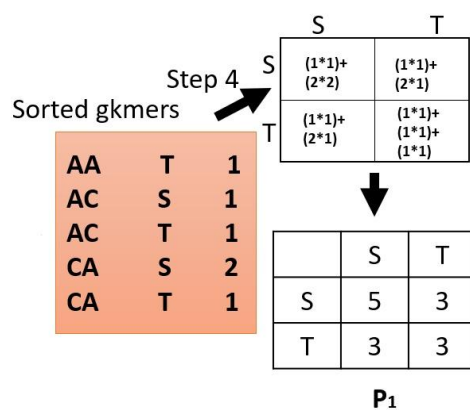 Step 4
Sorted gkmers
AA T 1
AC S 1
AC T 1
CA S 2
CA T 1
S T
S (1*1)+ (1*1)+
(2*2) (2*1)
T (1*1)+ (1*1)+
(2*1) (1*1)+
(1*1)
S T
S 5 3
T 3 3
P1